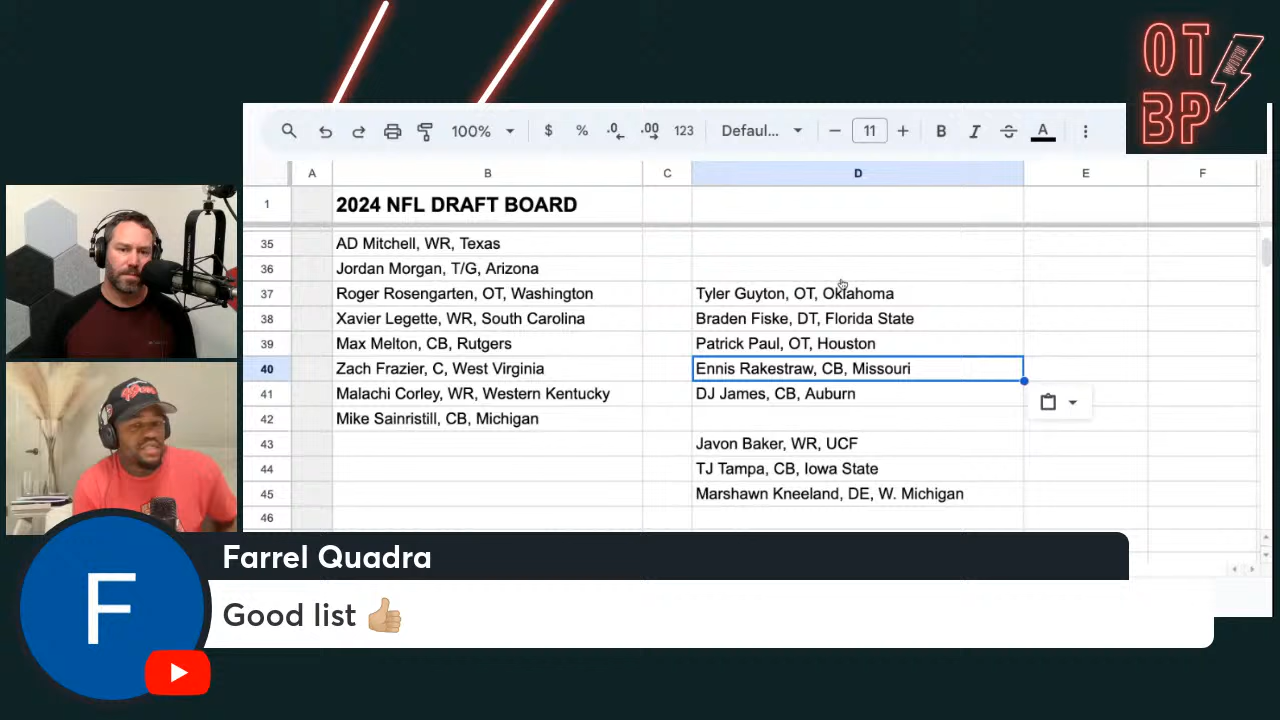 OT
WITH
BP
100%
$ % .0 .00 123 Defaul... − 11 + B I S A
A B C D E F
1 2024 NFL DRAFT BOARD
35 AD Mitchell, WR, Texas
36 Jordan Morgan, T/G, Arizona
37 Roger Rosengarten, OT, Washington Tyler Guyton, OT, Oklahoma
38 Xavier Legette, WR, South Carolina Braden Fiske, DT, Florida State
39 Max Melton, CB, Rutgers Patrick Paul, OT, Houston
40 Zach Frazier, C, West Virginia Ennis Rakestraw, CB, Missouri
41 Malachi Corley, WR, Western Kentucky DJ James, CB, Auburn
42 Mike Sainristill, CB, Michigan
43 Javon Baker, WR, UCF
44 TJ Tampa, CB, Iowa State
45 Marshawn Kneeland, DE, W. Michigan
46
F
Farrel Quadra
Good list 👍🏼